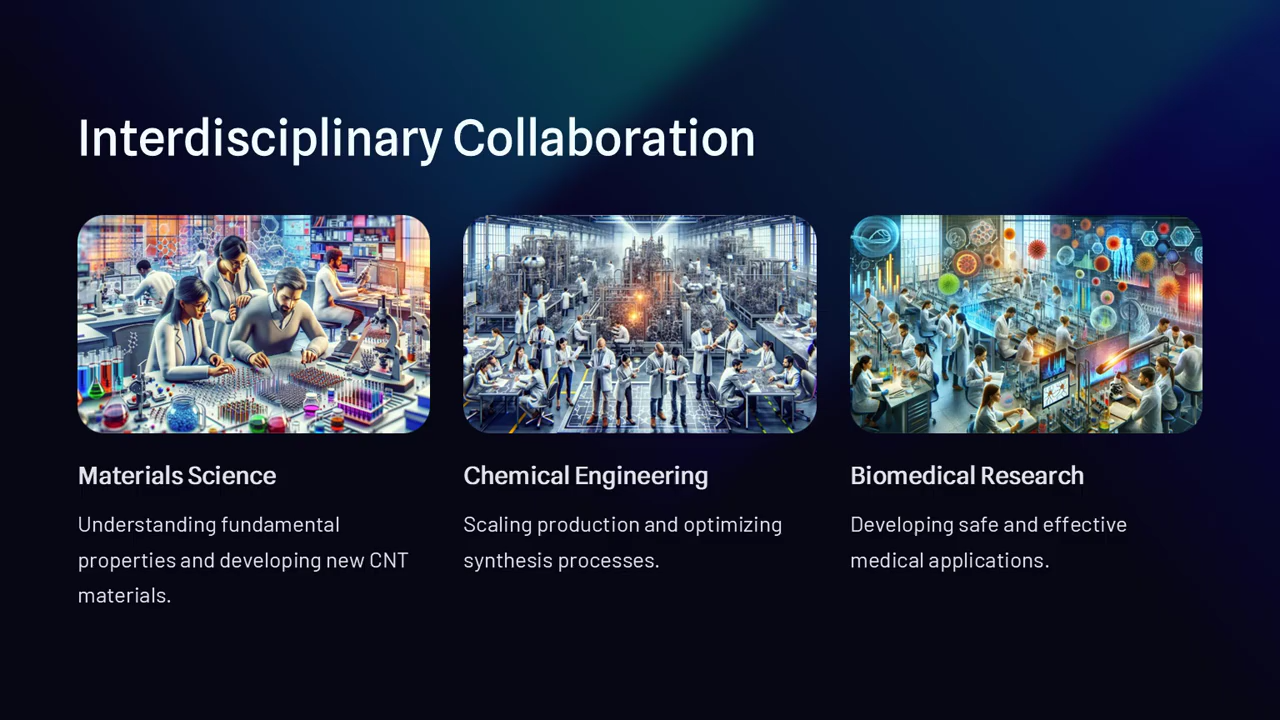 Interdisciplinary Collaboration
Materials Science
Understanding fundamental
properties and developing new CNT
materials.
Chemical Engineering
Scaling production and optimizing
synthesis processes.
Biomedical Research
Developing safe and effective
medical applications.